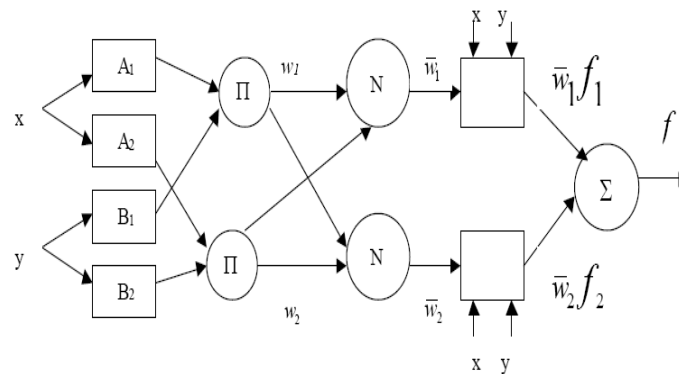 x y
A₁ w₁ w̅₁ w̅₁f₁
Π N
x f
A₂
Σ
B₁
y Π N
B₂ w̅₂f₂
w₂ w̅₂
x y